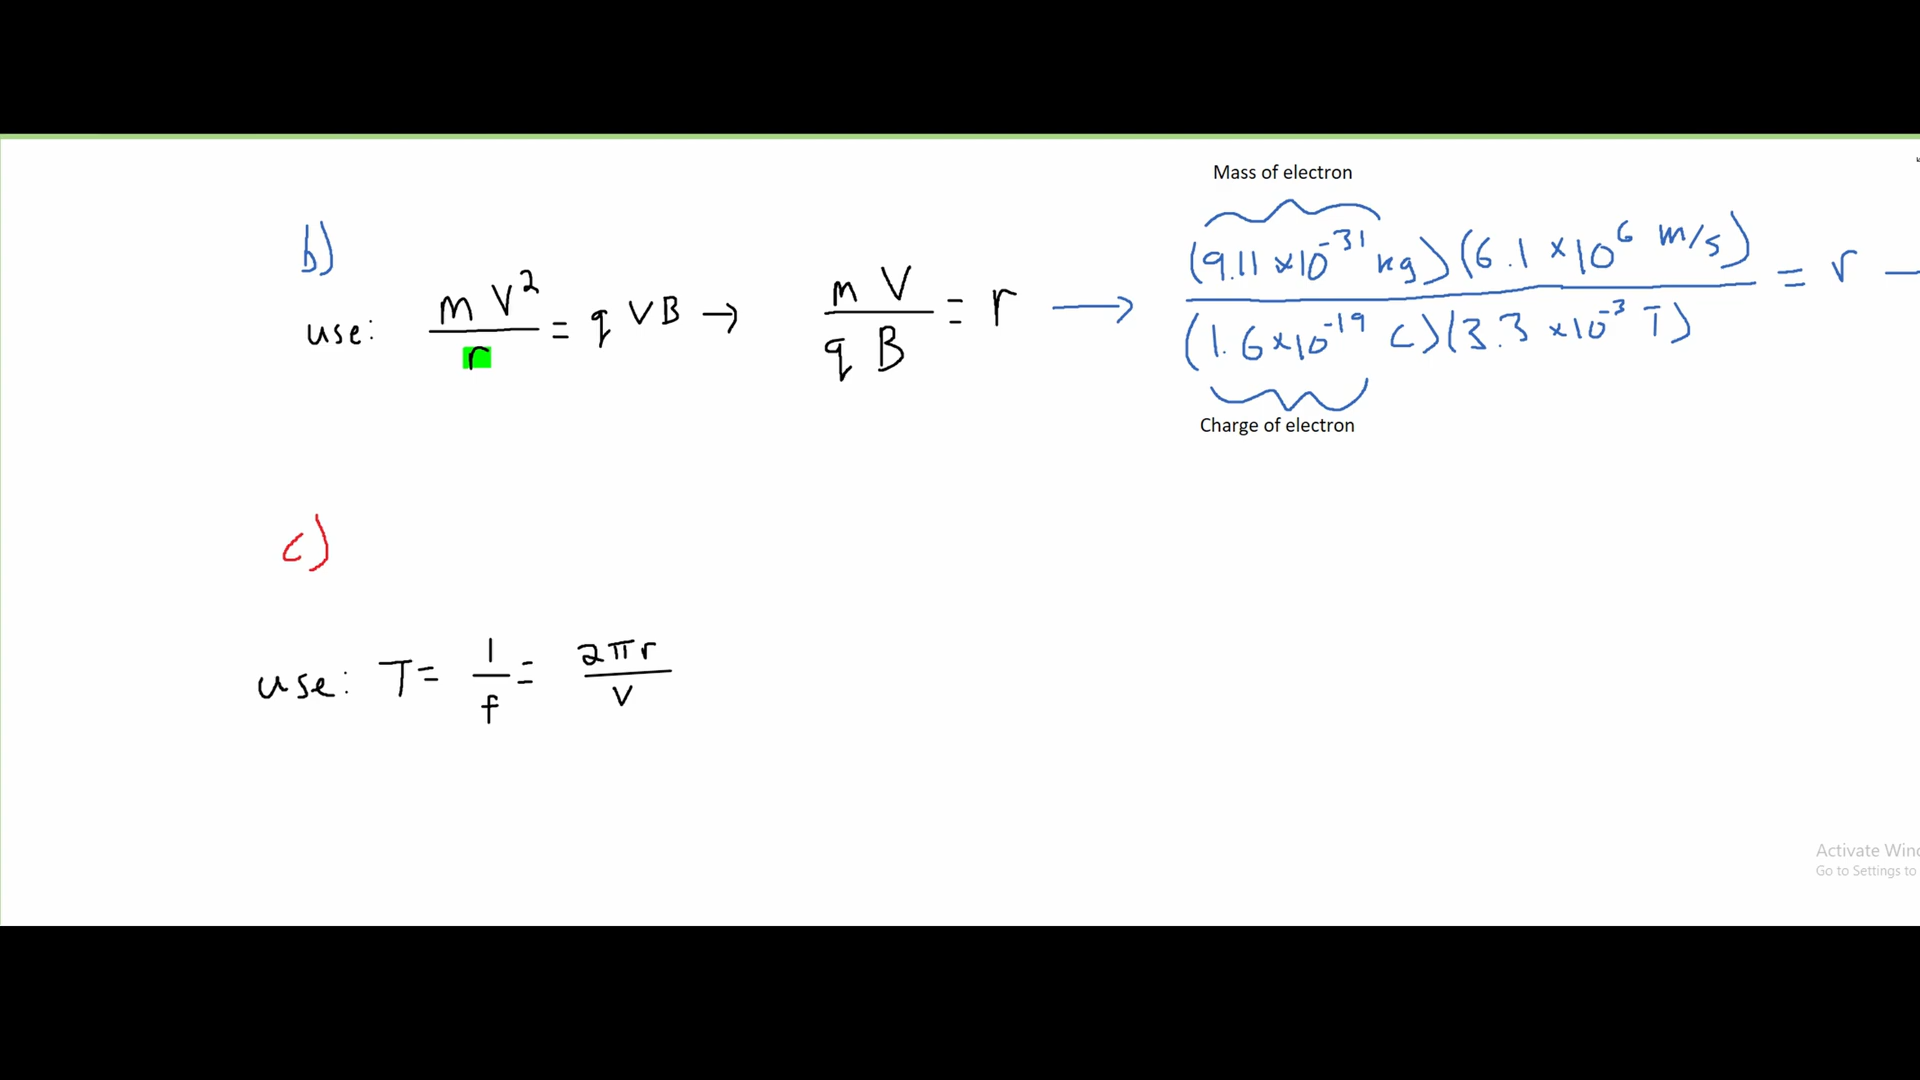 Mass of electron
b)
use: mV²/r = qVB → mV/qB = r → (9.11×10⁻³¹ kg)(6.1×10⁶ m/s)/(1.6×10⁻¹⁹ C)(3.3×10⁻³ T) = r –
Charge of electron
c)
use: T = 1/f = 2πr/v
Activate Winc
Go to Settings to